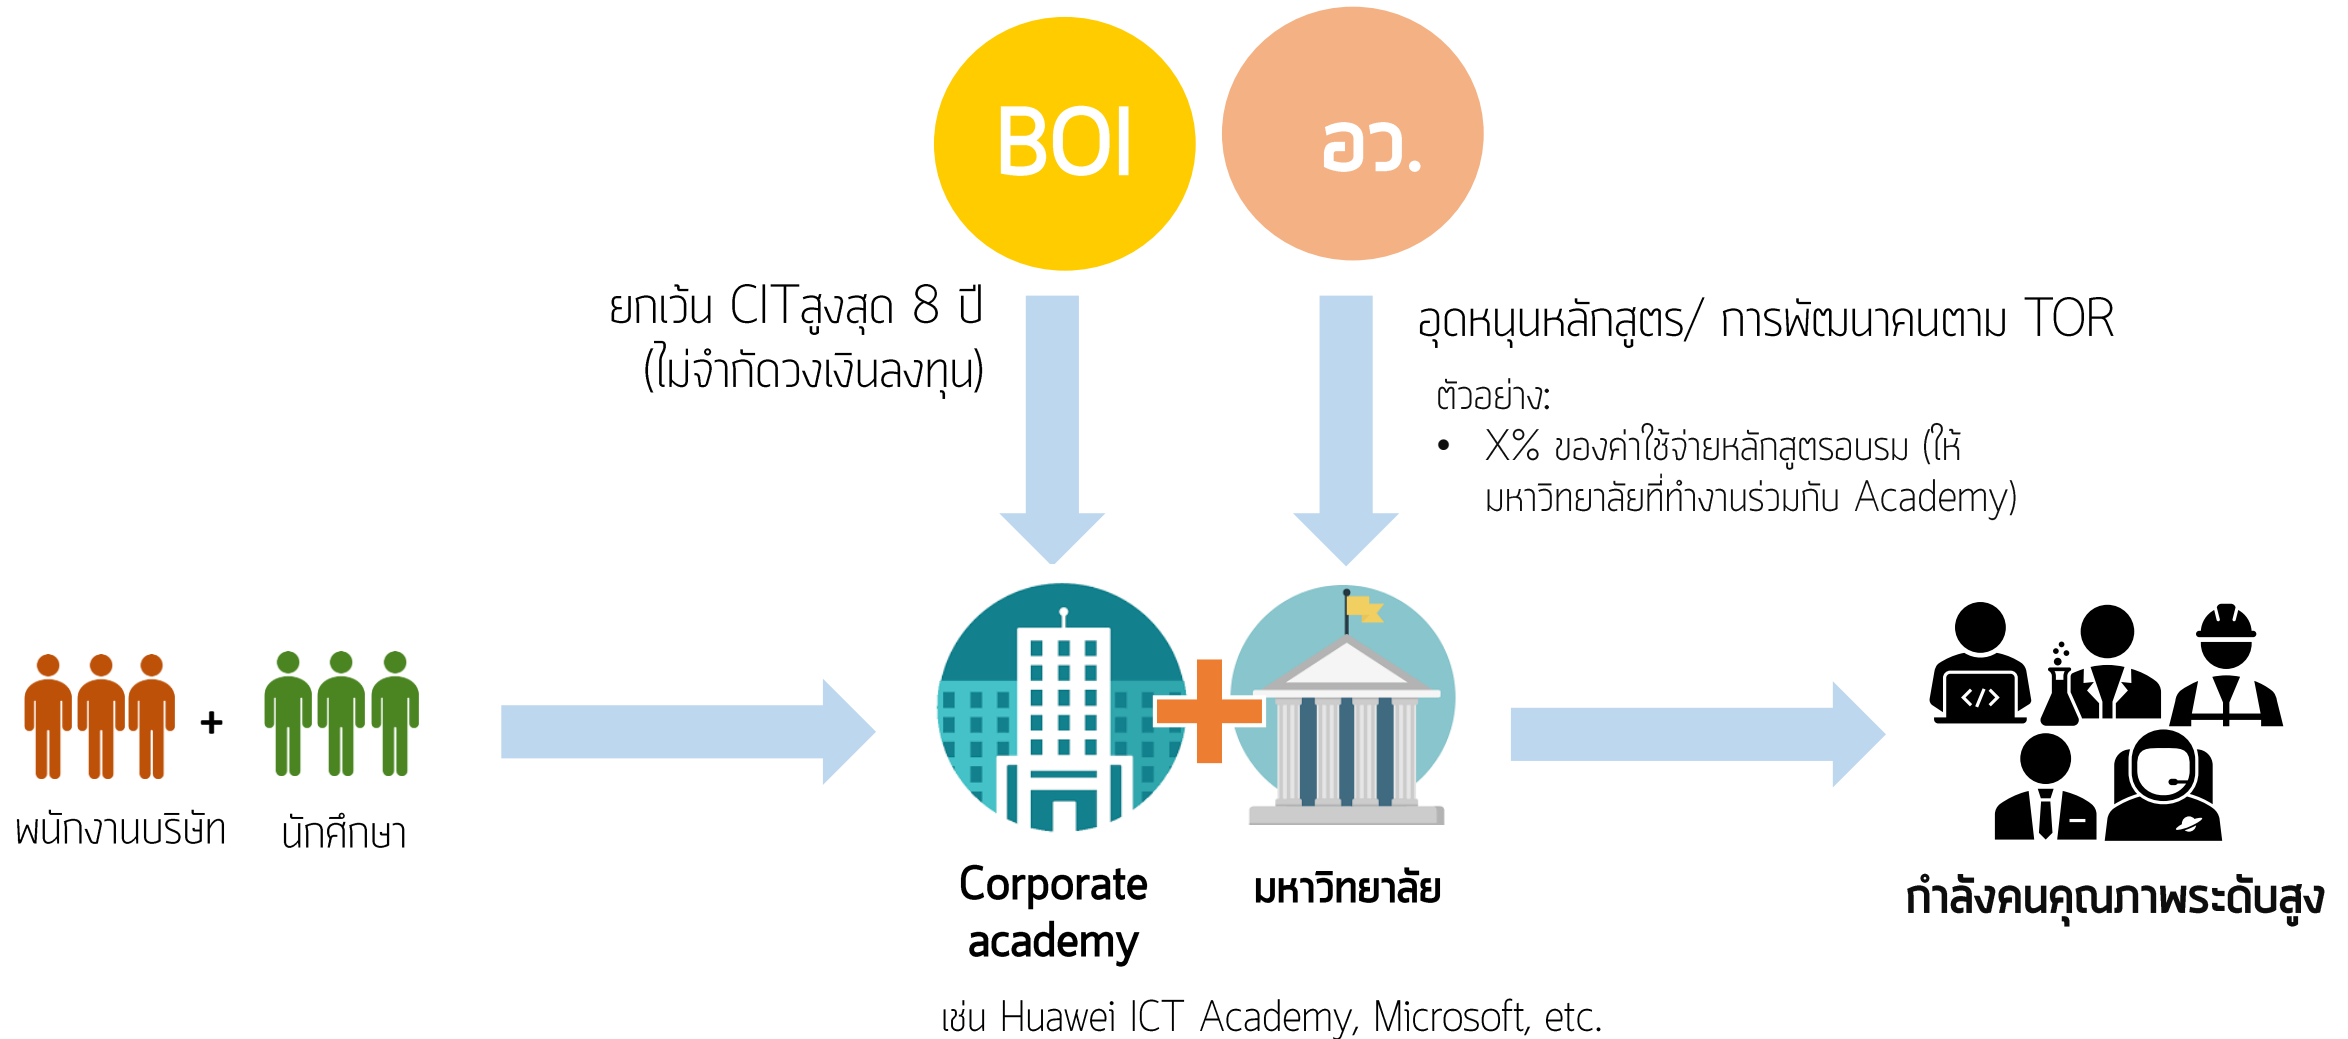 BOI
อว.
ยกเว้น CITสูงสุด 8 ปี
(ไม่จำกัดวงเงินลงทุน)
อุดหนุนหลักสูตร/ การพัฒนาคนตาม TOR
ตัวอย่าง:
• X% ของค่าใช้จ่ายหลักสูตรอบรม (ให้
มหาวิทยาลัยที่ทำงานร่วมกับ Academy)
+
พนักงานบริษัท
นักศึกษา
</>
Corporate
academy
มหาวิทยาลัย
กำลังคนคุณภาพระดับสูง
เช่น Huawei ICT Academy, Microsoft, etc.